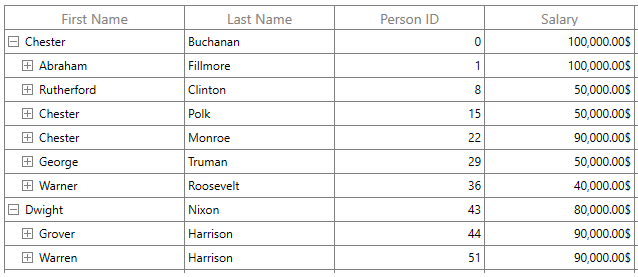 First Name Last Name Person ID Salary
Chester Buchanan 0 100,000.00$
Abraham Fillmore 1 100,000.00$
Rutherford Clinton 8 50,000.00$
Chester Polk 15 50,000.00$
Chester Monroe 22 90,000.00$
George Truman 29 50,000.00$
Warner Roosevelt 36 40,000.00$
Dwight Nixon 43 80,000.00$
Grover Harrison 44 90,000.00$
Warren Harrison 51 90,000.00$